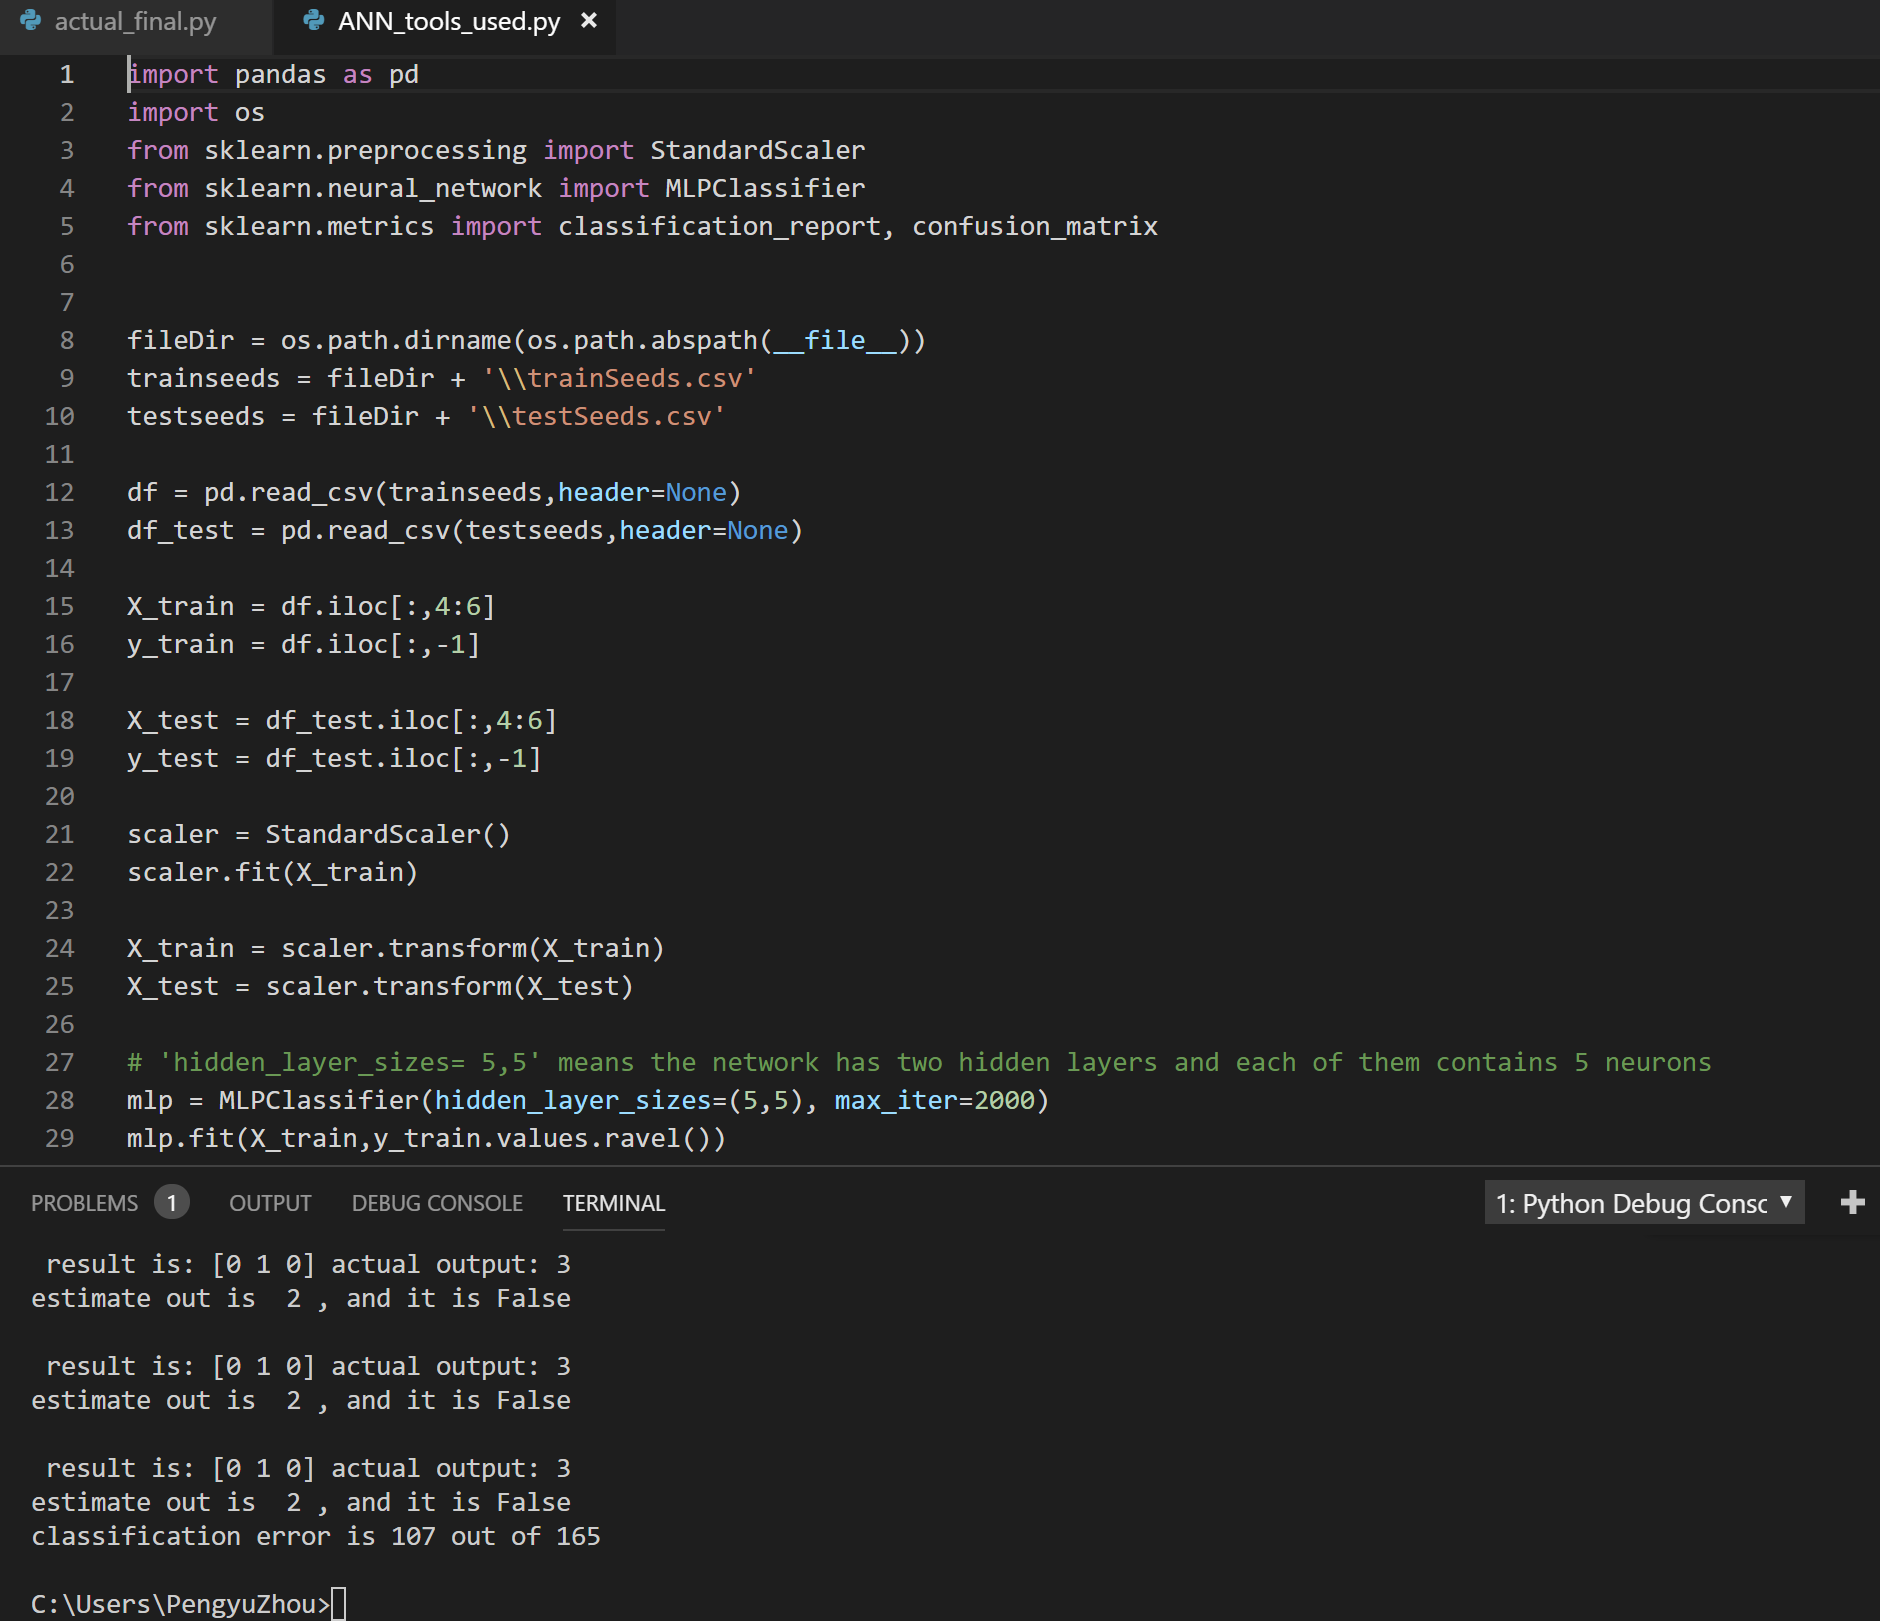 actual_final.py
ANN_tools_used.py ×
1 import pandas as pd
2 import os
3 from sklearn.preprocessing import StandardScaler
4 from sklearn.neural_network import MLPClassifier
5 from sklearn.metrics import classification_report, confusion_matrix
6
7
8 fileDir = os.path.dirname(os.path.abspath(__file__))
9 trainseeds = fileDir + '\\trainSeeds.csv'
10 testseeds = fileDir + '\\testSeeds.csv'
11
12 df = pd.read_csv(trainseeds,header=None)
13 df_test = pd.read_csv(testseeds,header=None)
14
15 X_train = df.iloc[:,4:6]
16 y_train = df.iloc[:,-1]
17
18 X_test = df_test.iloc[:,4:6]
19 y_test = df_test.iloc[:,-1]
20
21 scaler = StandardScaler()
22 scaler.fit(X_train)
23
24 X_train = scaler.transform(X_train)
25 X_test = scaler.transform(X_test)
26
27 # 'hidden_layer_sizes= 5,5' means the network has two hidden layers and each of them contains 5 neurons
28 mlp = MLPClassifier(hidden_layer_sizes=(5,5), max_iter=2000)
29 mlp.fit(X_train,y_train.values.ravel())
PROBLEMS 1 OUTPUT DEBUG CONSOLE TERMINAL 1: Python Debug Consc
result is: [0 1 0] actual output: 3
estimate out is  2 , and it is False
result is: [0 1 0] actual output: 3
estimate out is  2 , and it is False
result is: [0 1 0] actual output: 3
estimate out is  2 , and it is False
classification error is 107 out of 165
C:\Users\PengyuZhou>